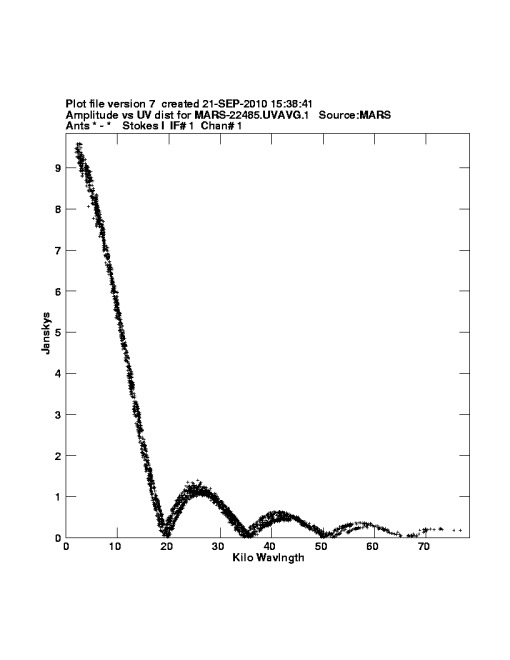 Plot file version 7 created 21-SEP-2010 15:38:41
Amplitude vs UV dist for MARS-22485.UVAVG.1 Source:MARS
Ants * - * Stokes I IF# 1 Chan# 1
9
8
7
6
5
4
3
2
1
0
Janskys
0 10 20 30 40 50 60 70
Kilo Wavlngth